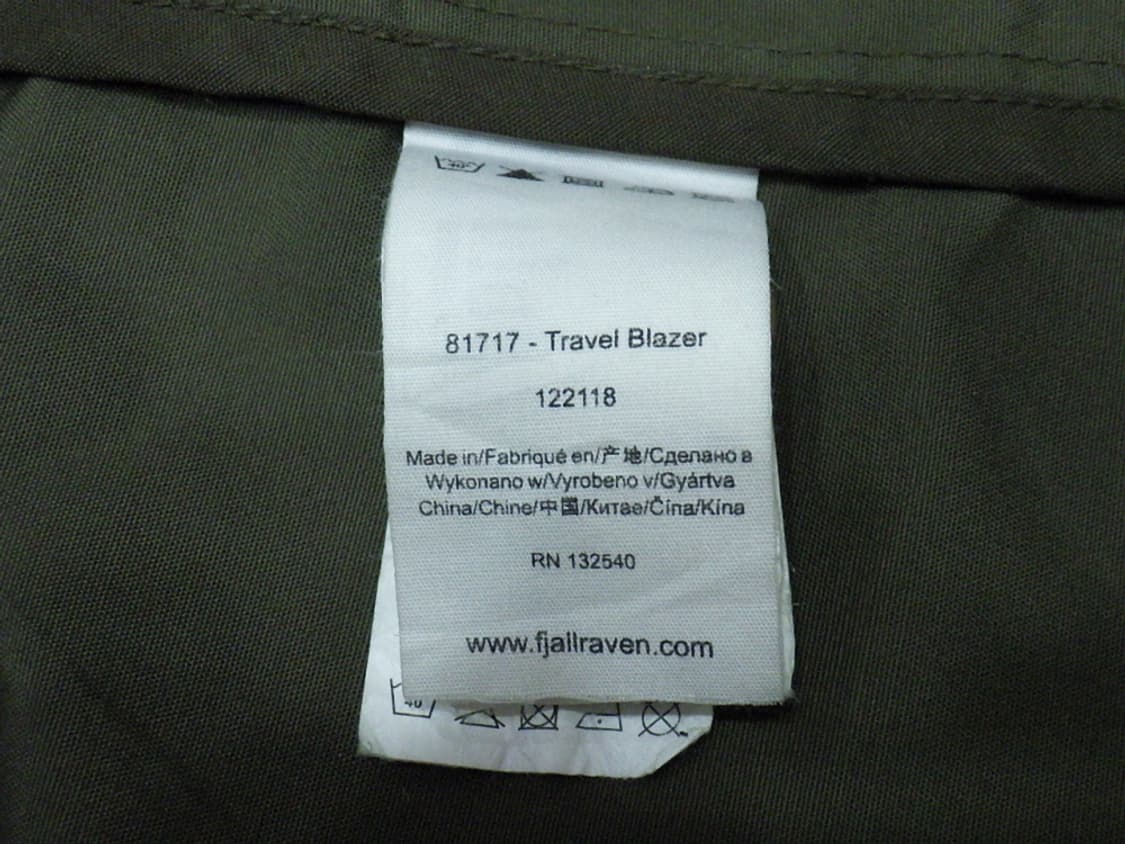 81717 - Travel Blazer
122118
Made in/Fabriqué en/产地/Сделано в
Wykonano w/Vyrobeno v/Gyártva
China/Chine/中国/Китае/Čína/Kína
RN 132540
www.fjallraven.com
40